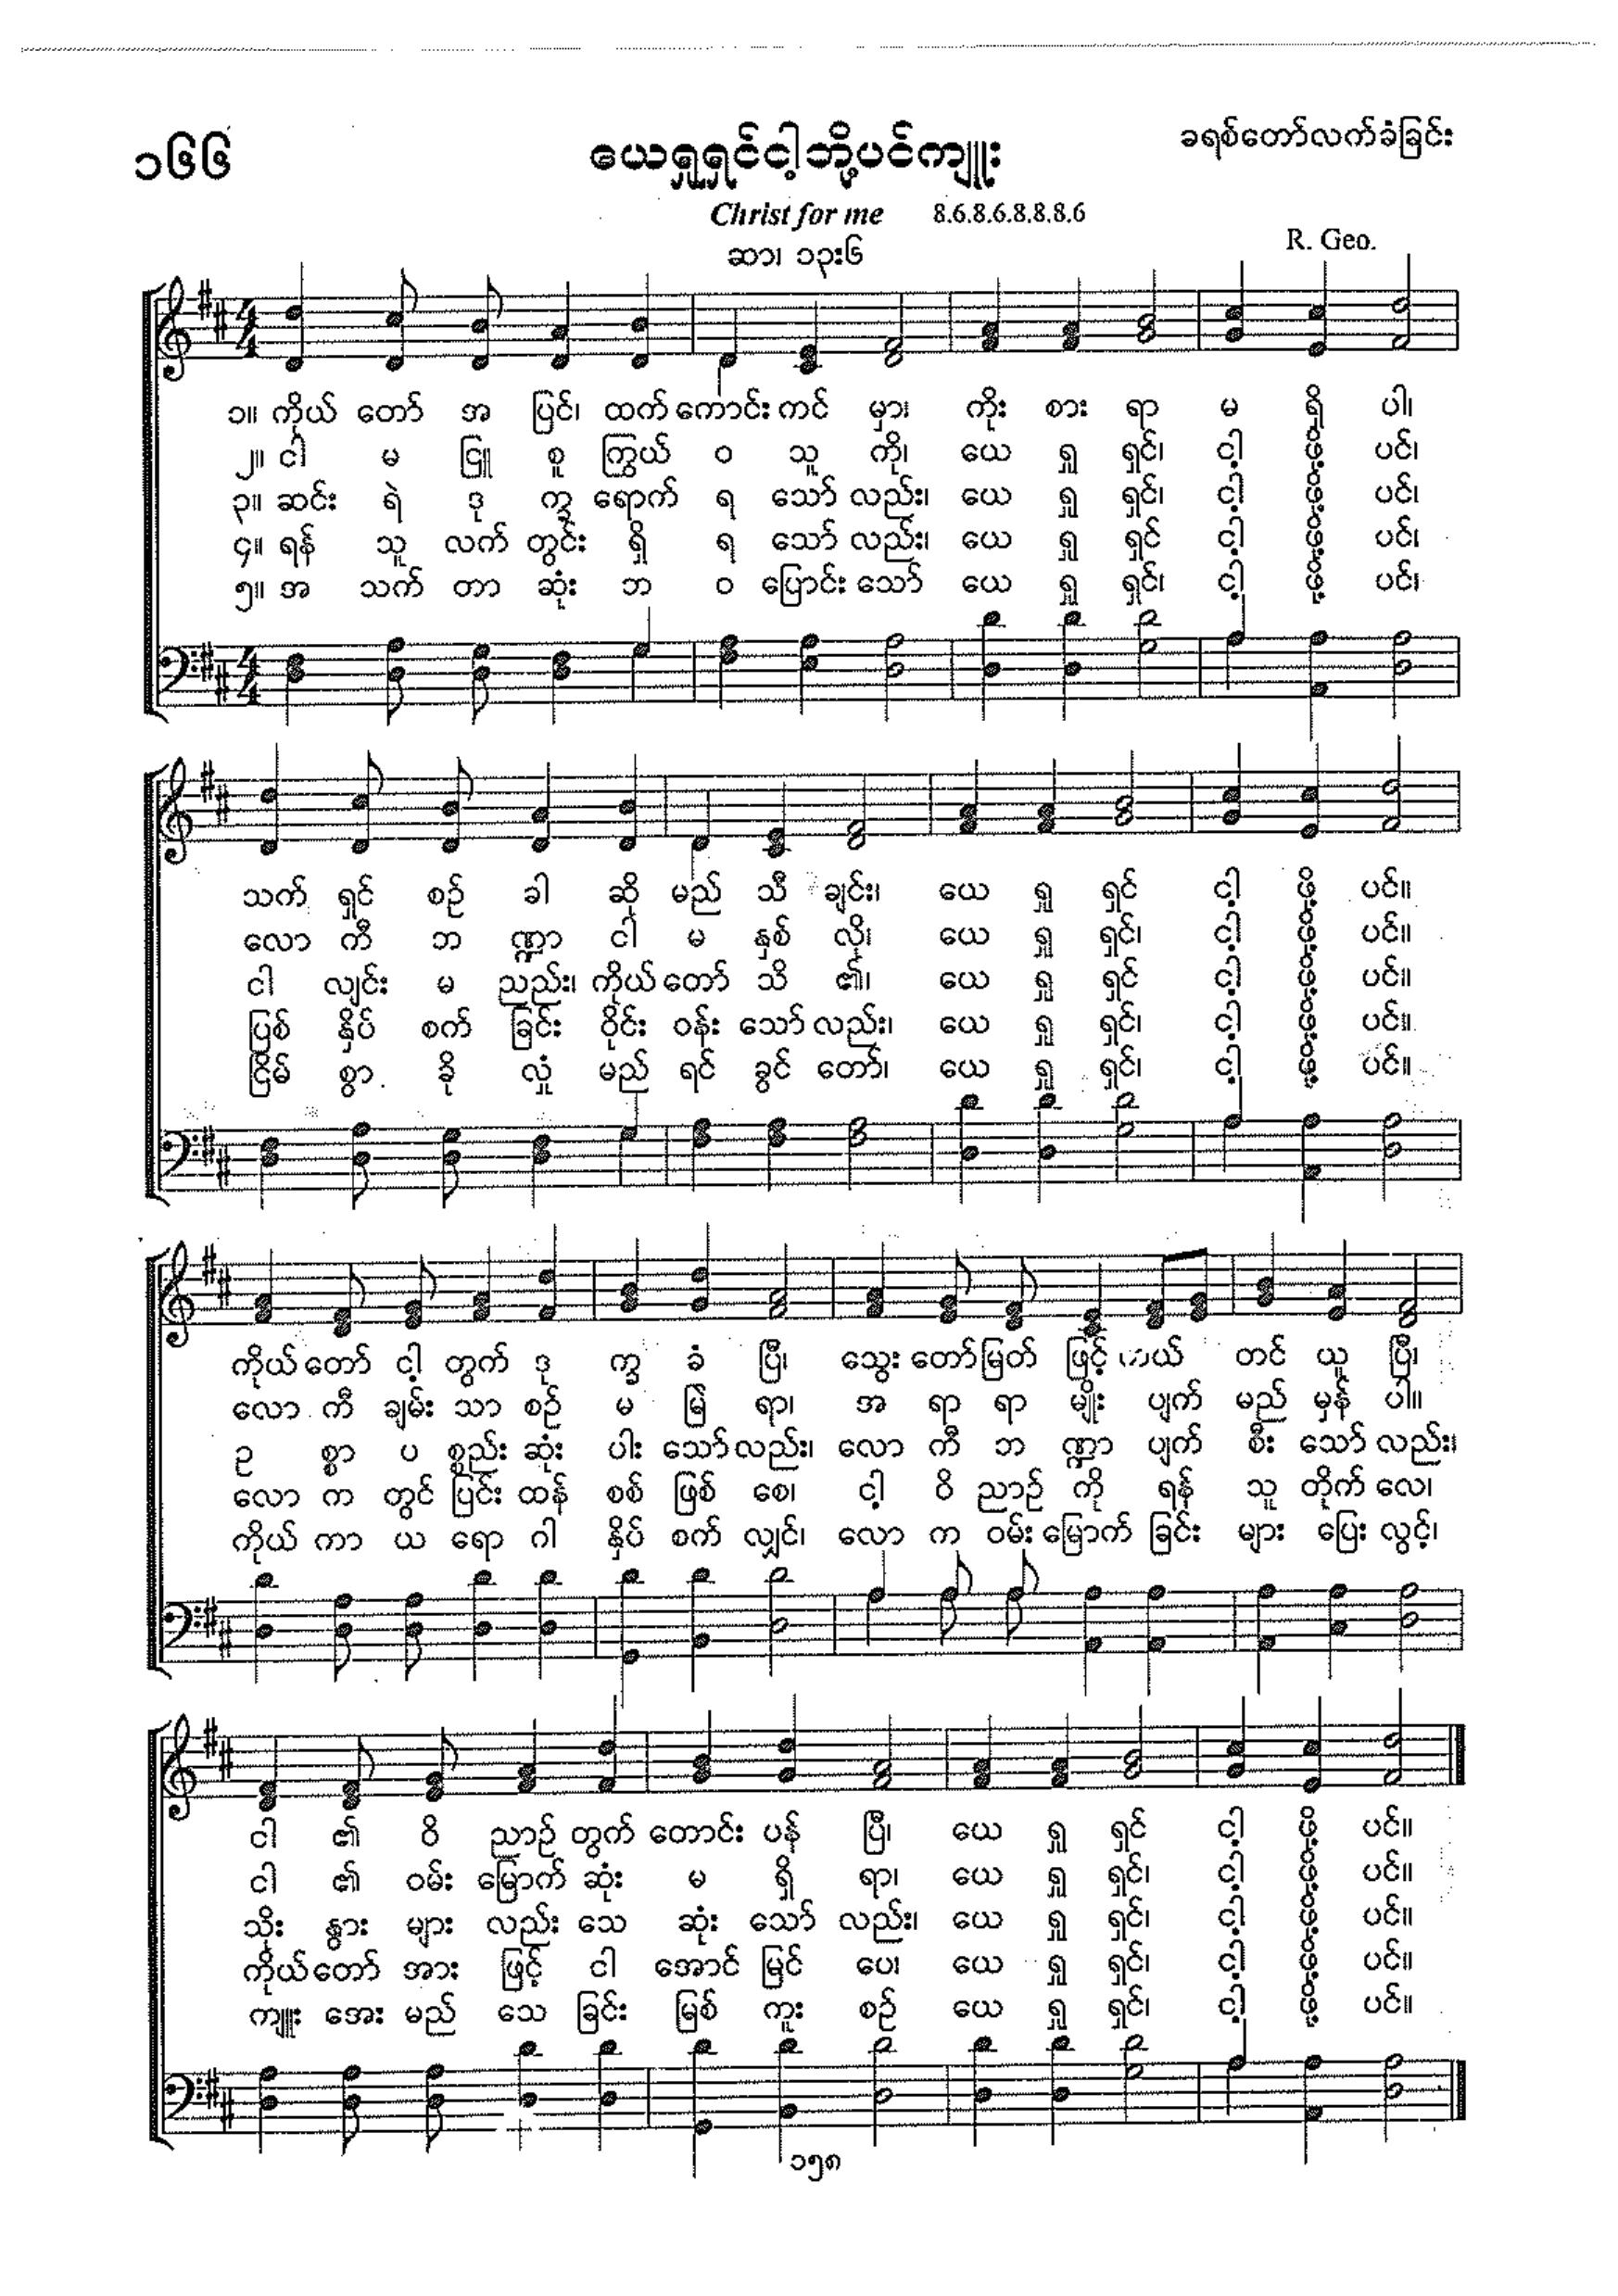 ၁၆၆
ယေရှုရှင်ငါ့ဘို့ပင်ကျူး
ခရစ်တော်လက်ခံခြင်း
Christ for me 8.6.8.6.8.8.8.6
ဆာ၊ ၁၃း၆
R. Geo.
၁။ ကိုယ် တော် အ ပြင်၊ ထက် ကောင်း ကင် မှာ၊ ကိုး စား ရာ မ ရှိ ပါ၊
၂။ ငါ မ ငြူ စူ ကြွယ် ဝ သူ ကို၊ ယေ ရှု ရှင်၊ ငါ့ ဖို့ ပင်၊
၃။ ဆင်း ရဲ ဒု က္ခ ရောက် ရ သော် လည်း၊ ယေ ရှု ရှင်၊ ငါ့ ဖို့ ပင်၊
၄။ ရန် သူ လက် တွင်း ရှိ ရ သော် လည်း၊ ယေ ရှု ရှင် ငါ့ ဖို့ ပင်၊
၅။ အ သက် တာ ဆုံး ဘ ဝ ပြောင်း သော် ယေ ရှု ရှင်၊ ငါ့ ဖို့ ပင်၊
သက် ရှင် စဉ် ခါ ဆို မည် သီ ချင်း၊ ယေ ရှု ရှင် ငါ့ ဖို့ ပင်။
လော ကီ ဘ ဏ္ဍာ ငါ မ နှစ် လို၊ ယေ ရှု ရှင်၊ ငါ့ ဖို့ ပင်။
ငါ လျင်း မ ညည်း၊ ကိုယ် တော် သိ ၏၊ ယေ ရှု ရှင် ငါ့ ဖို့ ပင်။
ပြစ် နှိပ် စက် ခြင်း ဝိုင်း ဝန်း သော် လည်း၊ ယေ ရှု ရှင်၊ ငါ့ ဖို့ ပင်။
ငြိမ် စွာ ခို လှုံ မည် ရင် ခွင် တော်၊ ယေ ရှု ရှင်၊ ငါ့ ဖို့ ပင်။
ကိုယ် တော် ငါ့ တွက် ဒု က္ခ ခံ ပြီ၊ သွေး တော် မြတ် ဖြင့် ကယ် တင် ယူ ပြီ၊
လော ကီ ချမ်း သာ စဉ် မ မြဲ ရာ၊ အ ရာ ရာ မျိုး ပျက် မည် မှန် ပါ။
ဥ စ္စာ ပ စ္စည်း ဆုံး ပါး သော် လည်း၊ လော ကီ ဘ ဏ္ဍာ ပျက် စီး သော် လည်း၊
လော က တွင် ပြင်း ထန် စစ် ဖြစ် စေ၊ ငါ့ ဝိ ညာဉ် ကို ရန် သူ တိုက် လေ၊
ကိုယ် ကာ ယ ရော ဂါ နှိပ် စက် လျှင်၊ လော က ဝမ်း မြောက် ခြင်း များ ပြေး လွင့်၊
ငါ ၏ ဝိ ညာဉ် တွက် တောင်း ပန် ပြီ၊ ယေ ရှု ရှင် ငါ့ ဖို့ ပင်။
ငါ ၏ ဝမ်း မြောက် ဆုံး မ ရှိ ရာ၊ ယေ ရှု ရှင်၊ ငါ့ ဖို့ ပင်။
သိုး နွား များ လည်း သေ ဆုံး သော် လည်း၊ ယေ ရှု ရှင်၊ ငါ့ ဖို့ ပင်။
ကိုယ် တော် အား ဖြင့် ငါ အောင် မြင် ပေ၊ ယေ ရှု ရှင်၊ ငါ့ ဖို့ ပင်။
ကျူး အေး မည် သေ ခြင်း မြစ် ကူး စဉ် ယေ ရှု ရှင်၊ ငါ့ ဖို့ ပင်။
၁၅၈